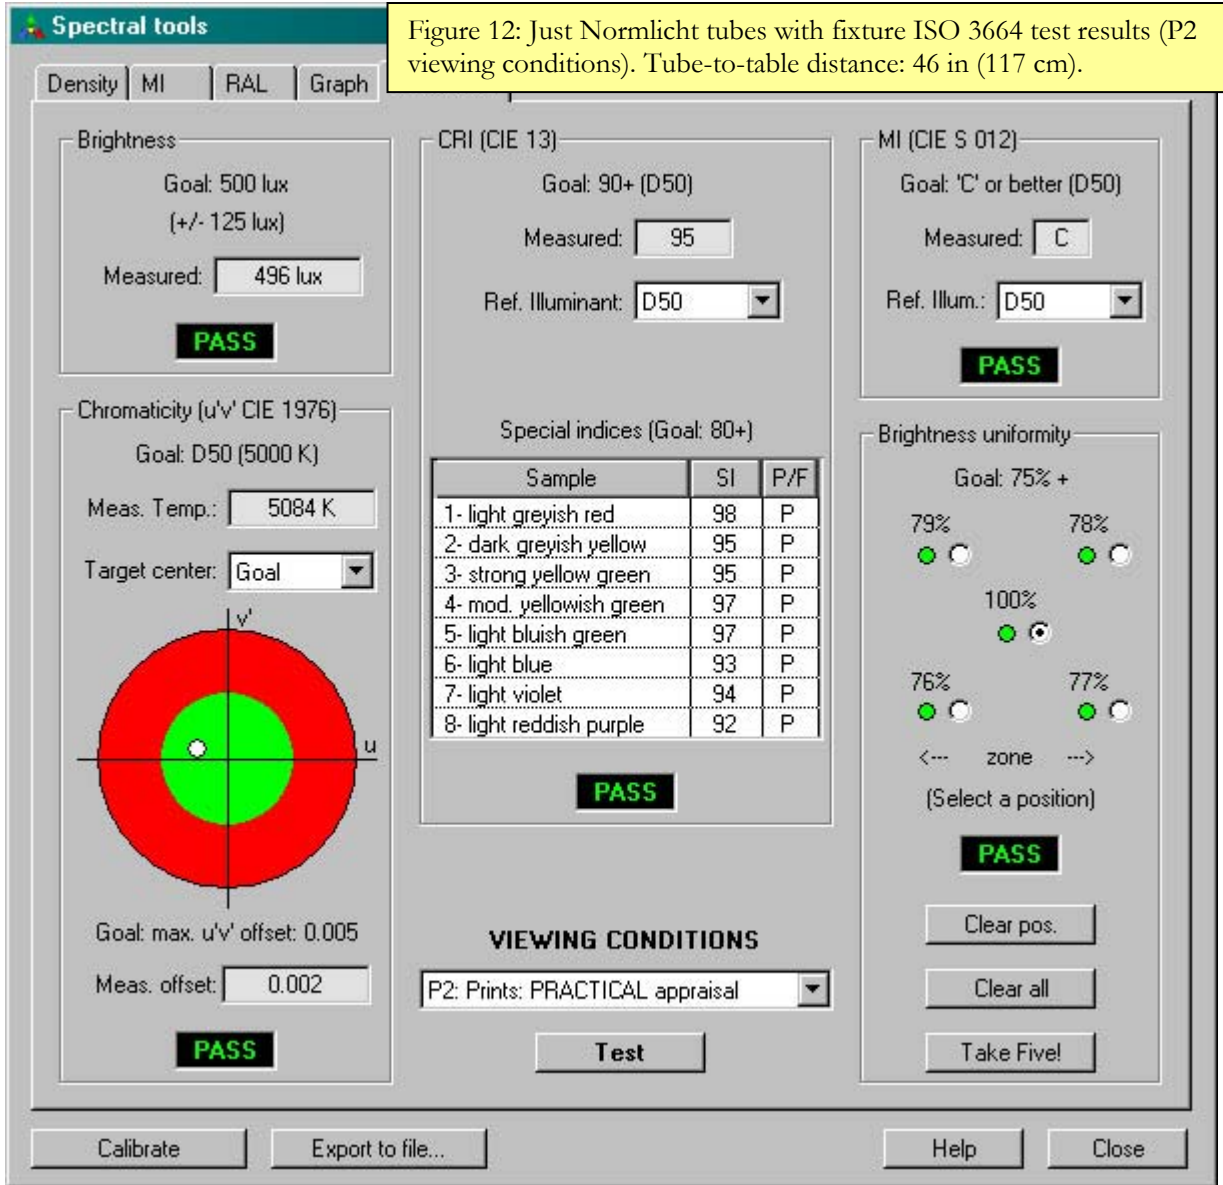 Spectral tools
Figure 12: Just Normlicht tubes with fixture ISO 3664 test results (P2
viewing conditions). Tube-to-table distance: 46 in (117 cm).
Density MI RAL Graph
Brightness
Goal: 500 lux
(+/- 125 lux)
Measured: 496 lux
PASS
Chromaticity (u'v' CIE 1976)
Goal: D50 (5000 K)
Meas. Temp.: 5084 K
Target center: Goal
v'
u
Goal: max. u'v' offset: 0.005
Meas. offset: 0.002
PASS
CRI (CIE 13)
Goal: 90+ (D50)
Measured: 95
Ref. Illuminant: D50
Special indices (Goal: 80+)
Sample SI P/F
1- light greyish red 98 P
2- dark greyish yellow 95 P
3- strong yellow green 95 P
4- mod. yellowish green 97 P
5- light bluish green 97 P
6- light blue 93 P
7- light violet 94 P
8- light reddish purple 92 P
PASS
VIEWING CONDITIONS
P2: Prints: PRACTICAL appraisal
Test
MI (CIE S 012)
Goal: 'C' or better (D50)
Measured: C
Ref. Illum.: D50
PASS
Brightness uniformity
Goal: 75% +
79% 78%
100%
76% 77%
<--- zone --->
(Select a position)
PASS
Clear pos.
Clear all
Take Five!
Calibrate Export to file... Help Close